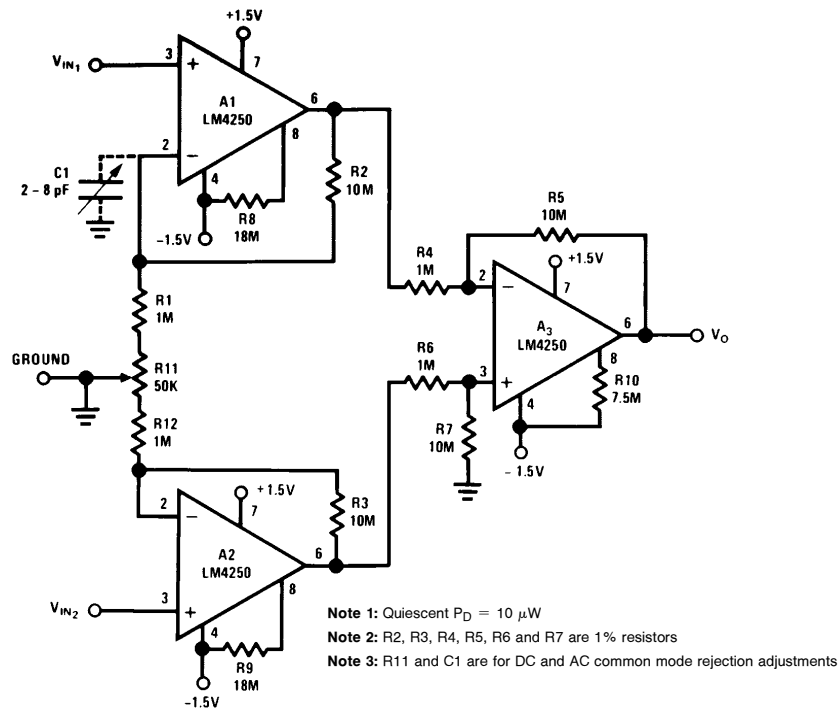 +1.5V
V_IN1
3
+
7
A1
LM4250
6
8
2
−
4
C1
2 – 8 pF
R2
10M
R8
18M
−1.5V
R5
10M
R4
1M
+1.5V
2
−
7
R1
1M
A3
LM4250
6
V_O
GROUND
R11
50K
R6
1M
8
3
+
R10
7.5M
4
R12
1M
R7
10M
− 1.5V
+1.5V
2
−
7
R3
10M
A2
LM4250
6
8
V_IN2
3
+
4
R9
18M
−1.5V
Note 1: Quiescent P_D = 10 μW
Note 2: R2, R3, R4, R5, R6 and R7 are 1% resistors
Note 3: R11 and C1 are for DC and AC common mode rejection adjustments